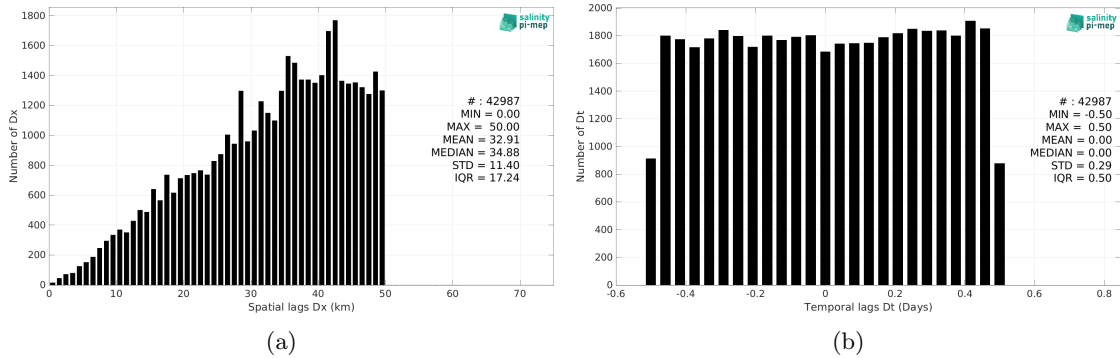 1800
1600
1400
1200
1000
800
600
400
200
0
Number of Dx
0 10 20 30 40 50 60 70
Spatial lags Dx (km)
salinity
pi-mep
# : 42987
MIN = 0.00
MAX = 50.00
MEAN = 32.91
MEDIAN = 34.88
STD = 11.40
IQR = 17.24
(a)
2000
1800
1600
1400
1200
1000
800
600
400
200
0
Number of Dt
-0.6 -0.4 -0.2 0 0.2 0.4 0.6 0.8
Temporal lags Dt (Days)
salinity
pi-mep
# : 42987
MIN = -0.50
MAX = 0.50
MEAN = 0.00
MEDIAN = 0.00
STD = 0.29
IQR = 0.50
(b)